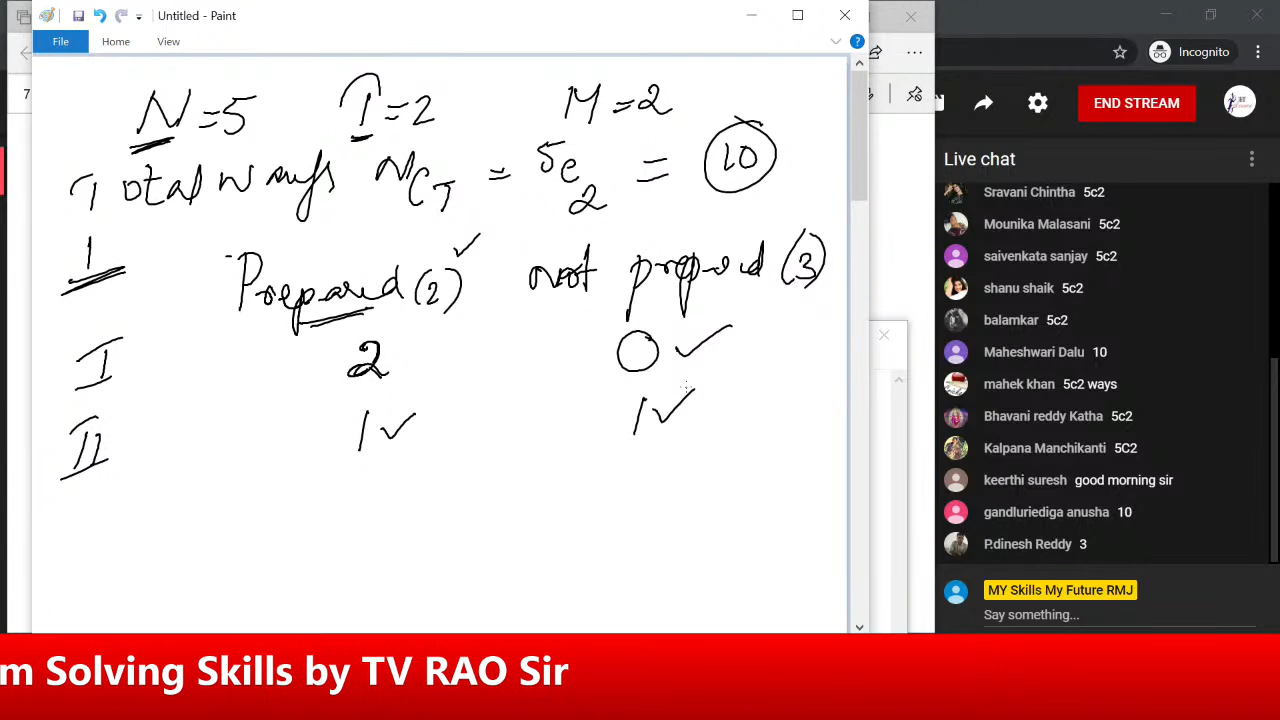 Untitled - Paint
File Home View
N=5 T=2 M=2
Total ways NCT = 5c2 = 10
1 Prepared (2) not prepared (3)
I 2 0
II 1 1
7
Incognito
END STREAM
Live chat
Sravani Chintha 5c2
Mounika Malasani 5c2
saivenkata sanjay 5c2
shanu shaik 5c2
balamkar 5c2
Maheshwari Dalu 10
mahek khan 5c2 ways
Bhavani reddy Katha 5c2
Kalpana Manchikanti 5C2
keerthi suresh good morning sir
gandluriediga anusha 10
P.dinesh Reddy 3
MY Skills My Future RMJ
Say something...
m Solving Skills by TV RAO Sir